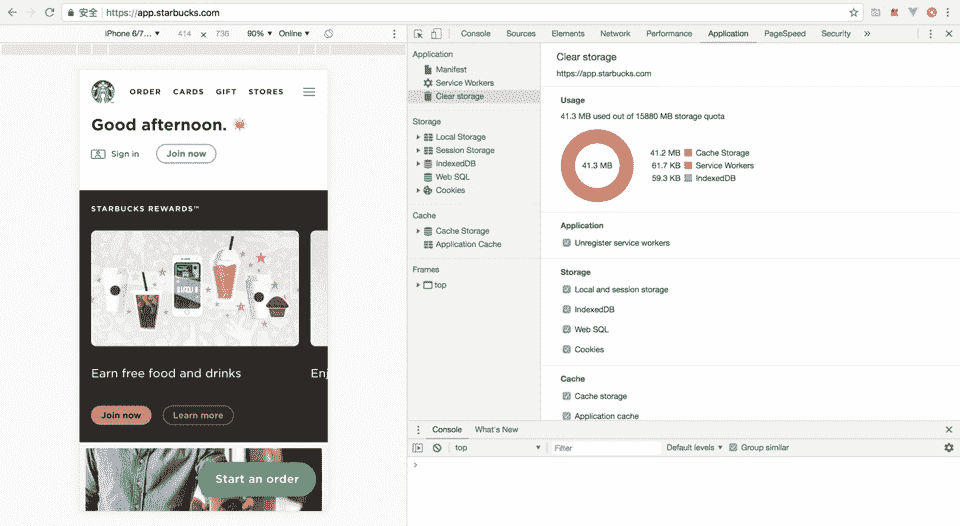 安全 https://app.starbucks.com
iPhone 6/7... ▼ 414 × 736 90% ▼ Online ▼
Console Sources Elements Network Performance Application PageSpeed Security »
ORDER CARDS GIFT STORES
Good afternoon.
Sign in Join now
STARBUCKS REWARDS™
Earn free food and drinks
Enj
Join now Learn more
Start an order
Application
Manifest
Service Workers
Clear storage
Storage
Local Storage
Session Storage
IndexedDB
Web SQL
Cookies
Cache
Cache Storage
Application Cache
Frames
top
Clear storage
https://app.starbucks.com
Usage
41.3 MB used out of 15880 MB storage quota
41.3 MB
41.2 MB Cache Storage
61.7 KB Service Workers
59.3 KB IndexedDB
Application
Unregister service workers
Storage
Local and session storage
IndexedDB
Web SQL
Cookies
Cache
Cache storage
Application cache
Console What's New
top ▼ Filter Default levels ▼ Group similar